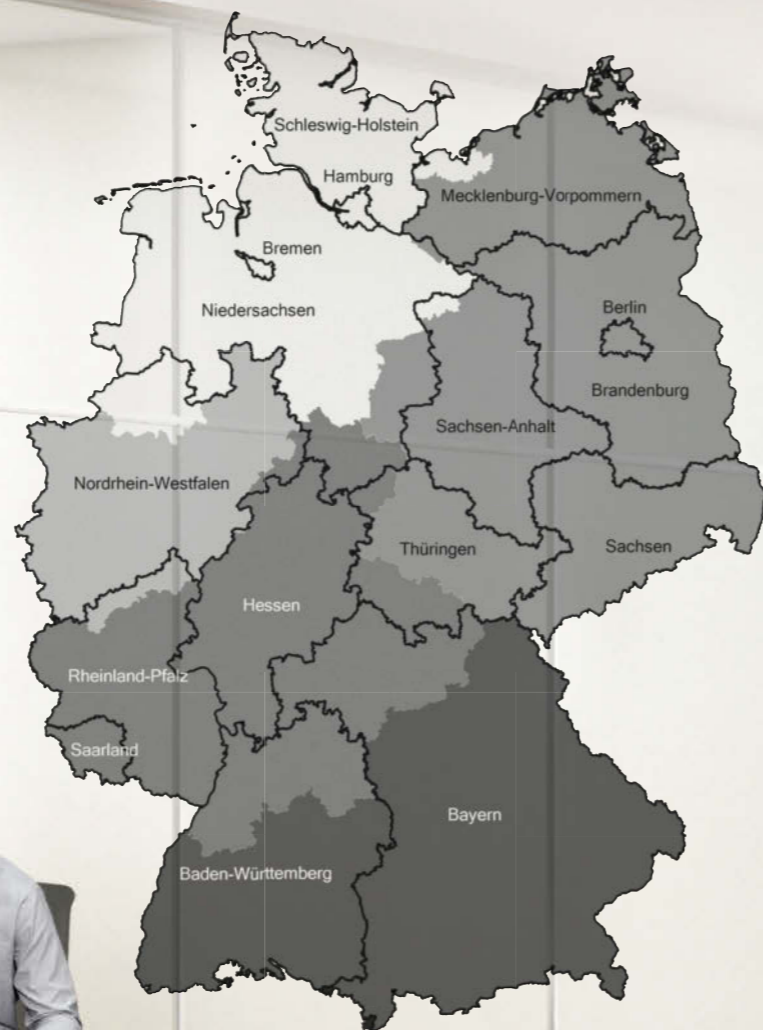 Schleswig-Holstein
Hamburg
Mecklenburg-Vorpommern
Bremen
Niedersachsen
Berlin
Brandenburg
Sachsen-Anhalt
Nordrhein-Westfalen
Thüringen
Sachsen
Hessen
Rheinland-Pfalz
Saarland
Bayern
Baden-Württemberg